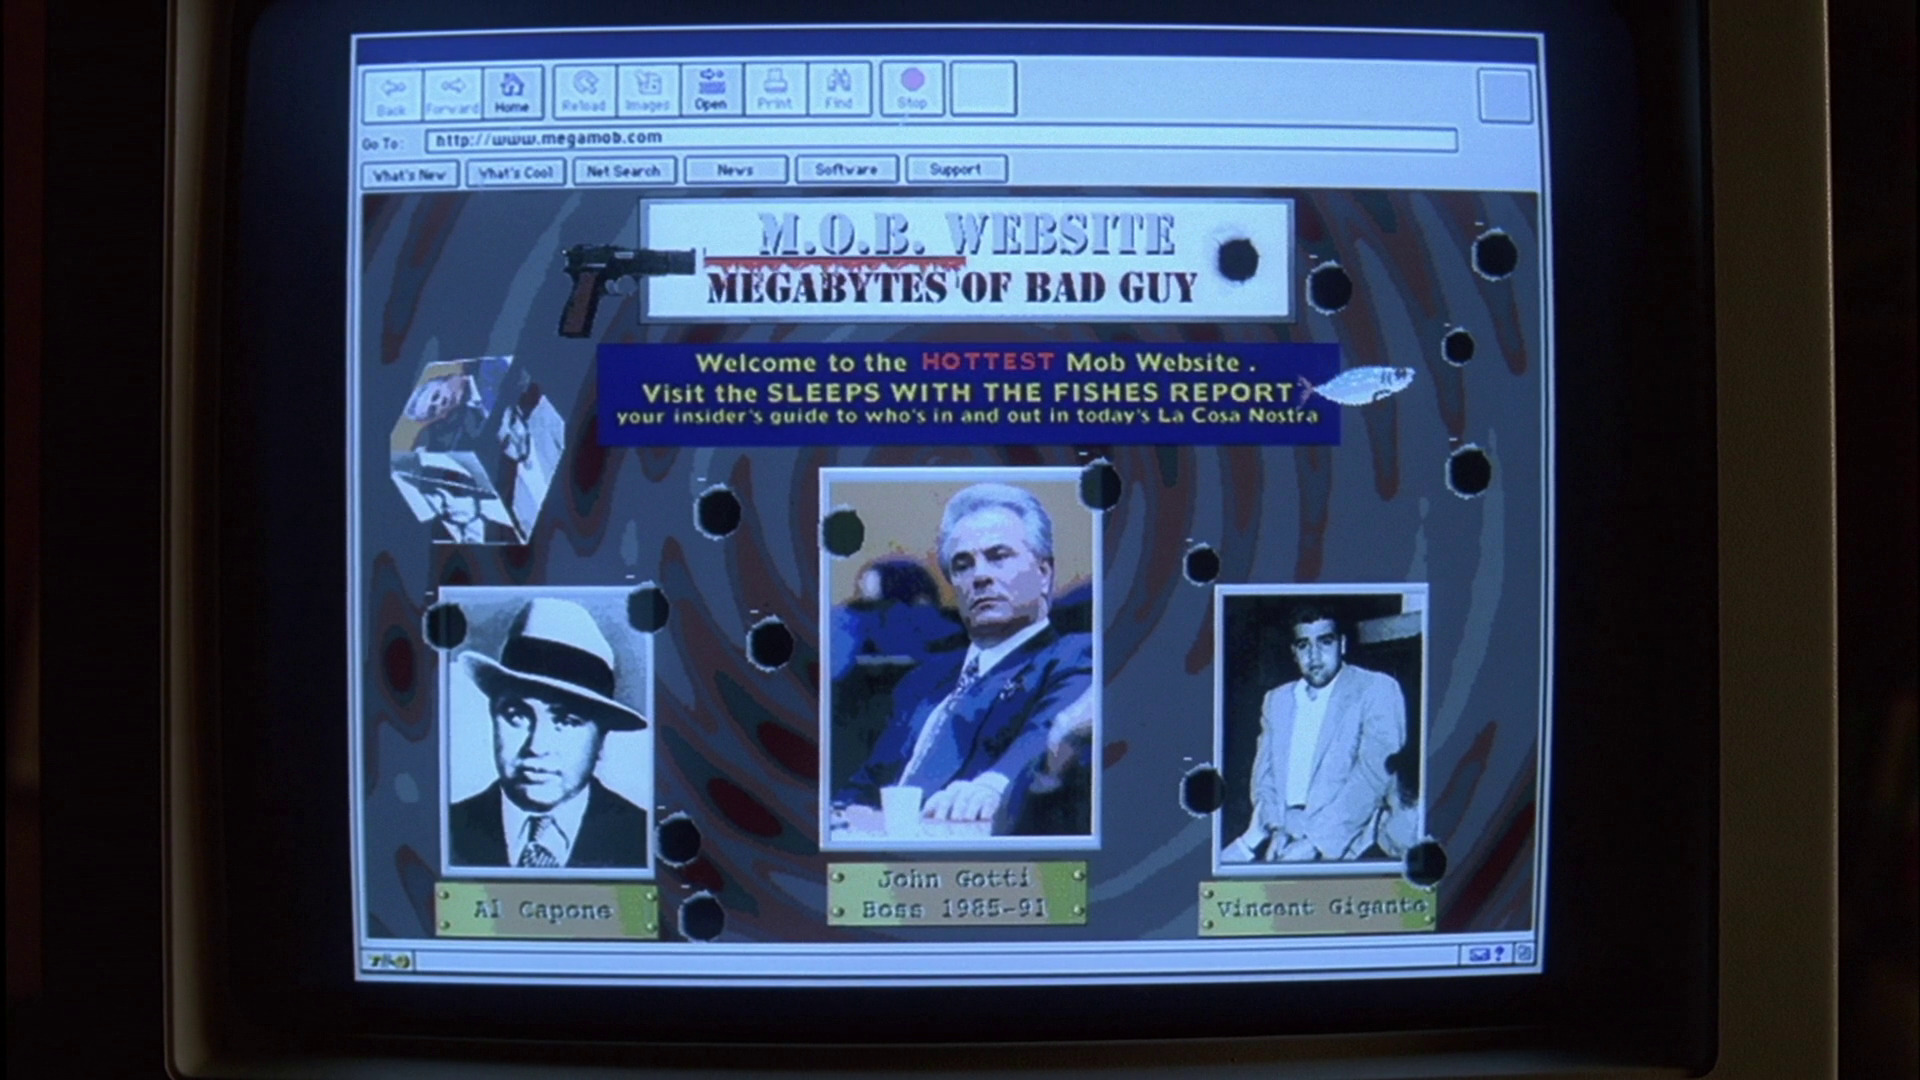 Back Forward Home Reload Images Open Print Find Stop
Go To: http://www.megamob.com
What's New What's Cool Net Search News Software Support
M.O.B. WEBSITE
MEGABYTES OF BAD GUY
Welcome to the HOTTEST Mob Website .
Visit the SLEEPS WITH THE FISHES REPORT
your insider's guide to who's in and out in today's La Cosa Nostra
Al Capone
John Gotti
Boss 1985-91
Vincent Gigante
?